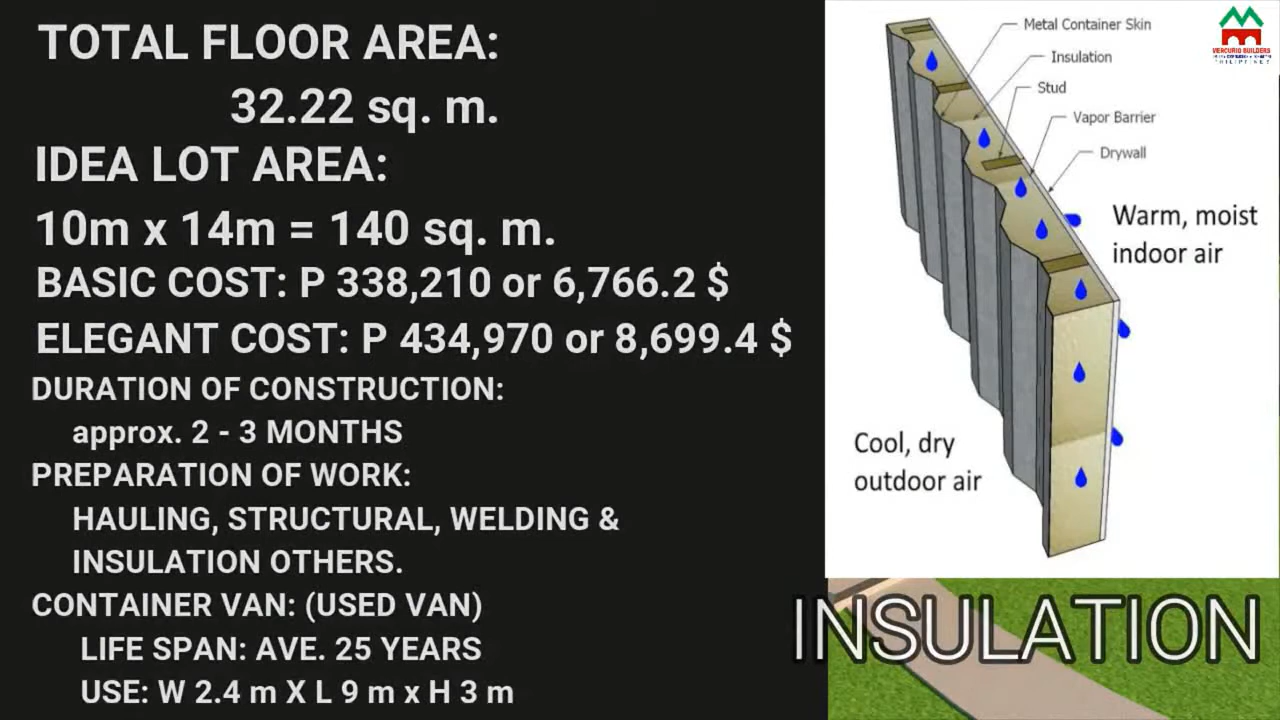 TOTAL FLOOR AREA:
32.22 sq. m.
IDEA LOT AREA:
10m x 14m = 140 sq. m.
BASIC COST: P 338,210 or 6,766.2 $
ELEGANT COST: P 434,970 or 8,699.4 $
DURATION OF CONSTRUCTION:
approx. 2 - 3 MONTHS
PREPARATION OF WORK:
HAULING, STRUCTURAL, WELDING &
INSULATION OTHERS.
CONTAINER VAN: (USED VAN)
LIFE SPAN: AVE. 25 YEARS
USE: W 2.4 m X L 9 m x H 3 m
Metal Container Skin
Insulation
Stud
Vapor Barrier
Drywall
Warm, moist
indoor air
Cool, dry
outdoor air
MERCURIO BUILDERS
PHILIPPINES
INSULATION